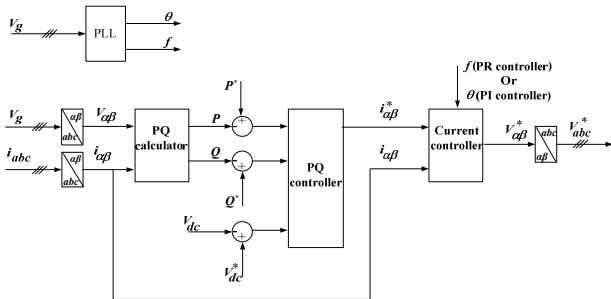 V_g
PLL
θ
f
P*
f (PR controller)
Or
θ (PI controller)
V_g
αβ
abc
V_αβ
PQ
calculator
P
−
+
i*_αβ
Current
controller
V*_αβ
abc
αβ
V*_abc
i_abc
αβ
abc
i_αβ
Q
−
+
PQ
controller
i_αβ
Q*
V_dc
−
+
V*_dc